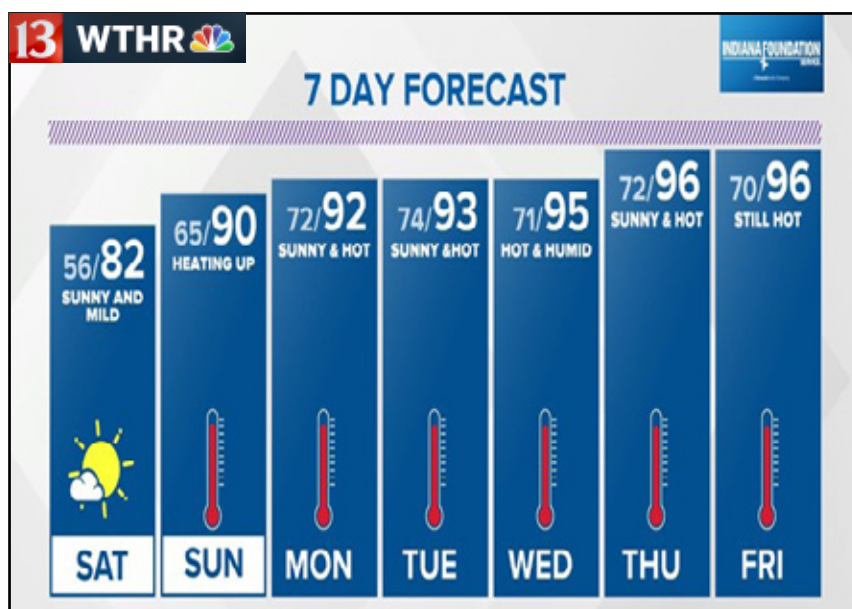 13 WTHR
INDIANA FOUNDATION
SERVICE
7 DAY FORECAST
56/82
SUNNY AND
MILD
SAT
65/90
HEATING UP
SUN
72/92
SUNNY & HOT
MON
74/93
SUNNY &HOT
TUE
71/95
HOT & HUMID
WED
72/96
SUNNY & HOT
THU
70/96
STILL HOT
FRI